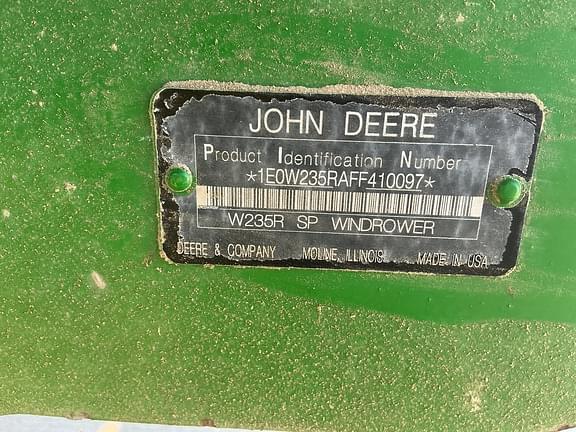 JOHN DEERE
Product Identification Number
*1E0W235RAFF410097*
W235R SP WINDROWER
DEERE & COMPANY MOLINE, ILLINOIS MADE IN USA